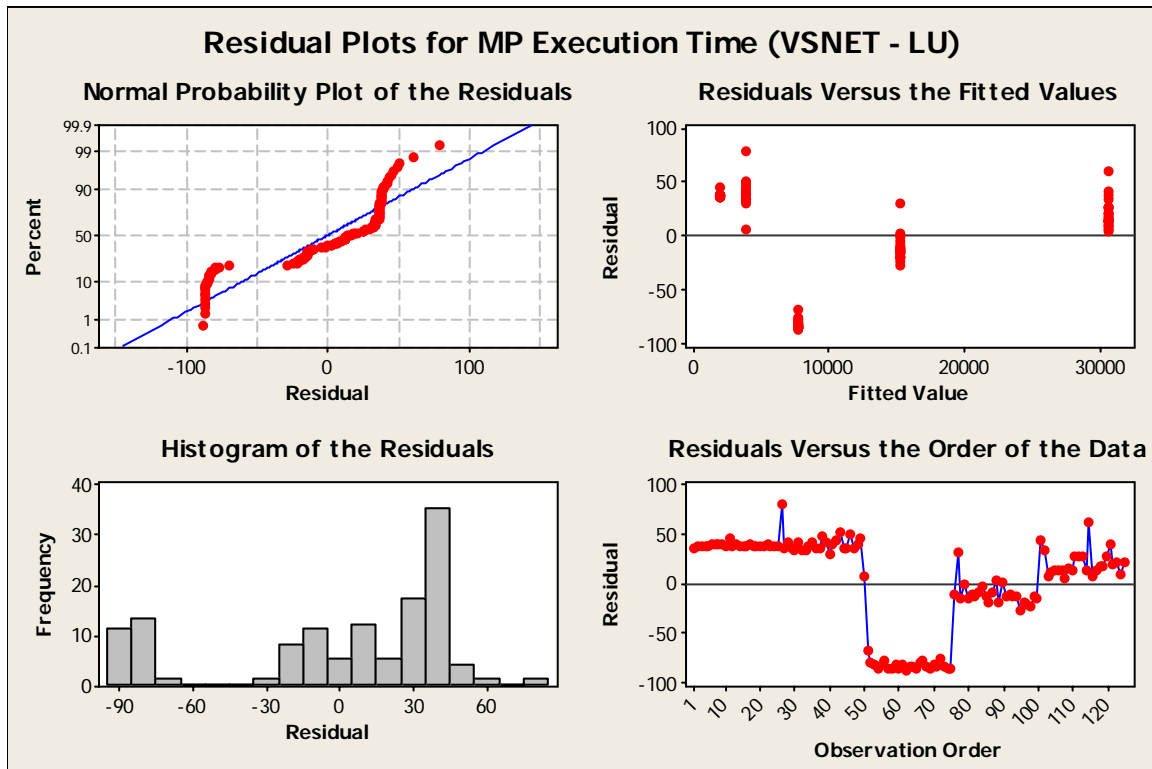 Residual Plots for MP Execution Time (VSNET - LU)
Normal Probability Plot of the Residuals
99.9
99
90
50
10
1
0.1
Percent
-100 0 100
Residual
Residuals Versus the Fitted Values
100
50
0
-50
-100
Residual
0 10000 20000 30000
Fitted Value
Histogram of the Residuals
40
30
20
10
0
Frequency
-90 -60 -30 0 30 60
Residual
Residuals Versus the Order of the Data
100
50
0
-50
-100
Residual
1 10 20 30 40 50 60 70 80 90 100 110 120
Observation Order